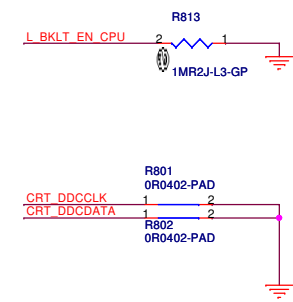 R813
L_BKLT_EN_CPU
2
1
1MR2J-L3-GP
R801
0R0402-PAD
CRT_DDCCLK
1
2
CRT_DDCDATA
1
2
R802
0R0402-PAD